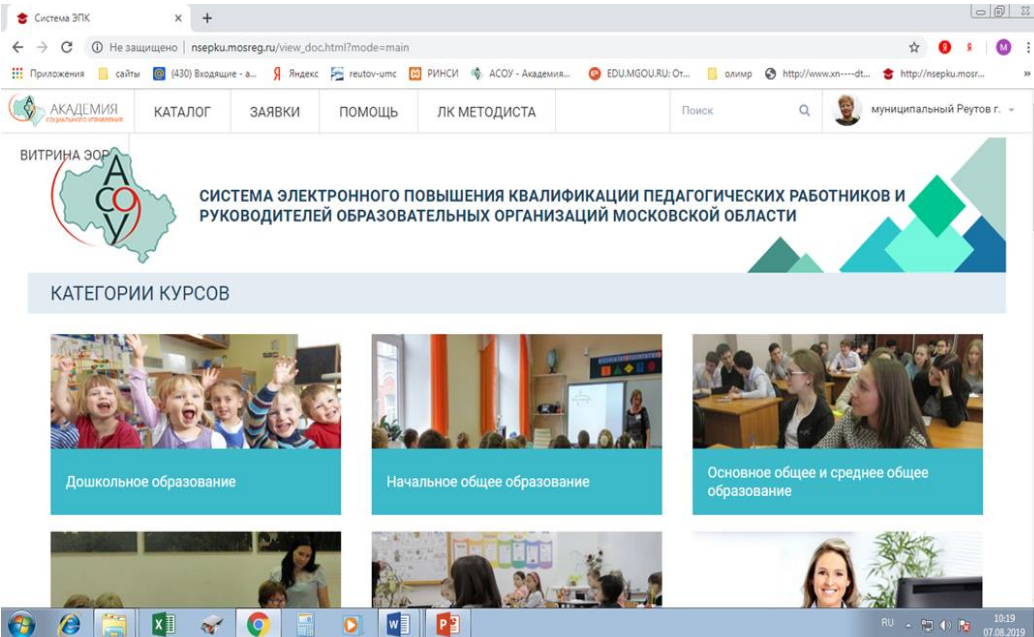 Система ЭПК
Не защищено | nsepku.mosreg.ru/view_doc.html?mode=main
Приложения сайты (430) Входящие - a... Яндекс reutov-umc РИНСИ АСОУ - Академия... EDU.MGOU.RU: От... олимр http://www.xn----dt... http://nsepku.mosr... »
АКАДЕМИЯ
СОЦИАЛЬНОГО УПРАВЛЕНИЯ
КАТАЛОГ ЗАЯВКИ ПОМОЩЬ ЛК МЕТОДИСТА Поиск муниципальный Реутов г.
ВИТРИНА ЭОР
АСОУ
СИСТЕМА ЭЛЕКТРОННОГО ПОВЫШЕНИЯ КВАЛИФИКАЦИИ ПЕДАГОГИЧЕСКИХ РАБОТНИКОВ И
РУКОВОДИТЕЛЕЙ ОБРАЗОВАТЕЛЬНЫХ ОРГАНИЗАЦИЙ МОСКОВСКОЙ ОБЛАСТИ
КАТЕГОРИИ КУРСОВ
Дошкольное образование
Начальное общее образование
Основное общее и среднее общее
образование
RU 10:19
07.08.2019